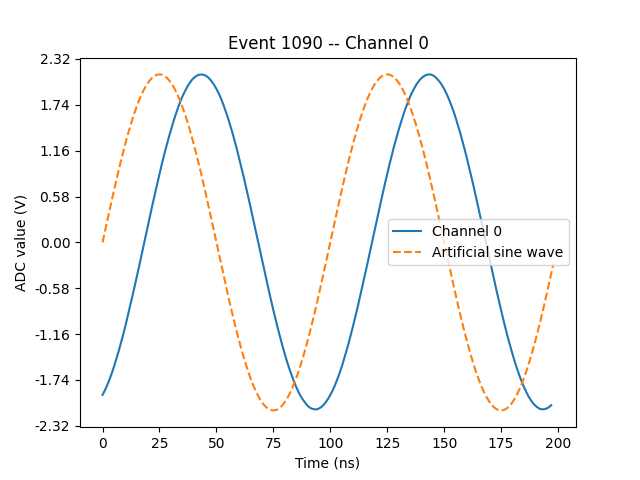 Event 1090 -- Channel 0
ADC value (V)
2.32
1.74
1.16
0.58
0.00
-0.58
-1.16
-1.74
-2.32
Channel 0
Artificial sine wave
0 25 50 75 100 125 150 175 200
Time (ns)